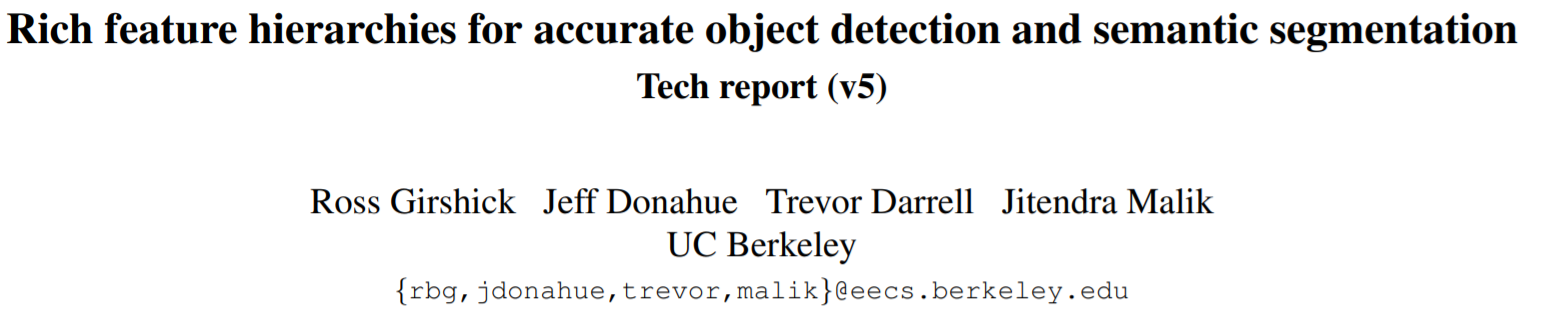 Rich feature hierarchies for accurate object detection and semantic segmentation
Tech report (v5)
Ross Girshick Jeff Donahue Trevor Darrell Jitendra Malik
UC Berkeley
{rbg,jdonahue,trevor,malik}@eecs.berkeley.edu